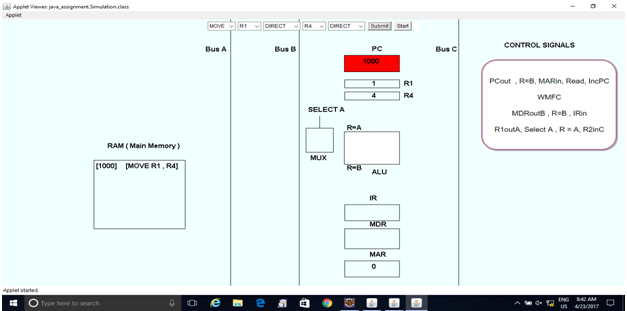 Applet Viewer: java_assignment.Simulation.class
Applet
MOVE R1 DIRECT R4 DIRECT Submit Start
Bus A Bus B PC Bus C CONTROL SIGNALS
1000
1 R1
4 R4
PCout , R=B, MARin, Read, IncPC
WMFC
MDRoutB , R=B , IRin
R1outA, Select A , R = A, R2inC
SELECT A
R=A
MUX
R=B
ALU
RAM ( Main Memory )
[1000] [MOVE R1 , R4]
IR
MDR
MAR
0
Applet started.
Type here to search
ENG
US
8:42 AM
4/23/2017